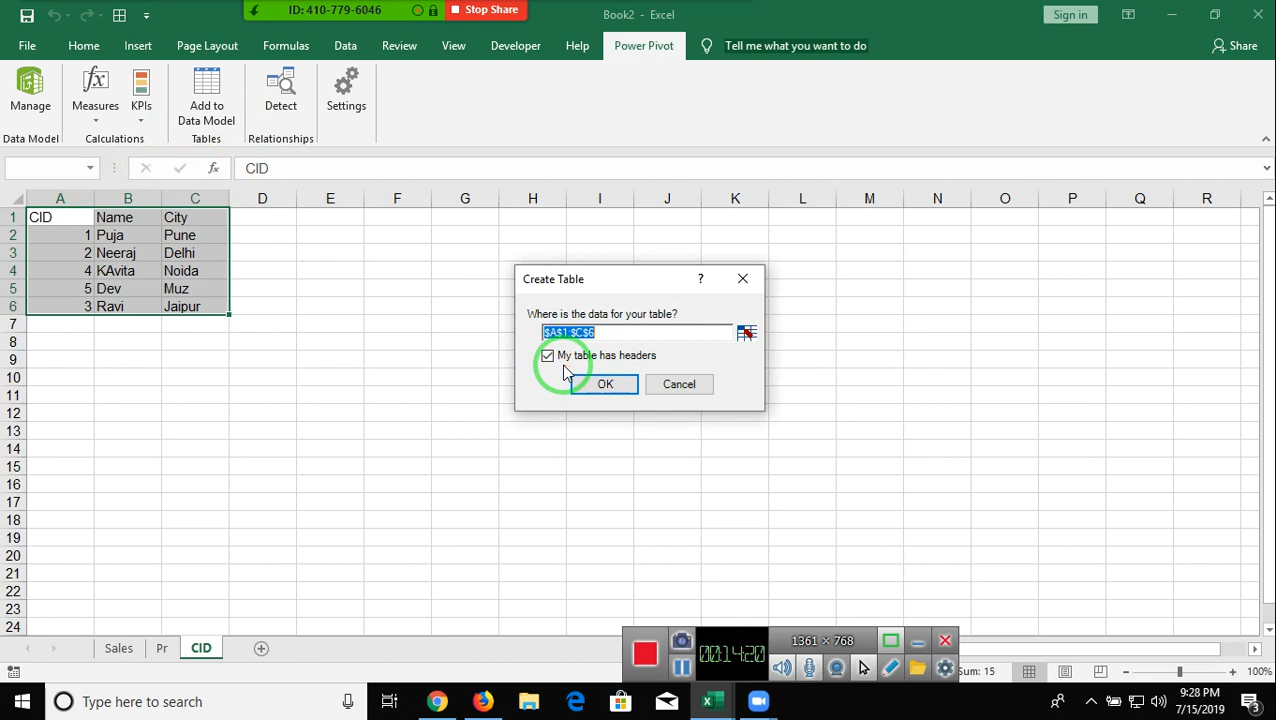 ID: 410-779-6046
Stop Share
Book2 - Excel
Sign in
File
Home
Insert
Page Layout
Formulas
Data
Review
View
Developer
Help
Power Pivot
Tell me what you want to do
Share
Manage
Measures
KPIs
Add to
Data Model
Detect
Settings
Data Model
Calculations
Tables
Relationships
fx
CID
A B C D E F G H I J K L M N O P Q R
1 CID Name City
2 1 Puja Pune
3 2 Neeraj Delhi
4 4 KAvita Noida
5 5 Dev Muz
6 3 Ravi Jaipur
7
8
9
10
11
12
13
14
15
16
17
18
19
20
21
22
23
24
Create Table
?
Where is the data for your table?
$A$1:$C$6
My table has headers
OK
Cancel
Sales
Pr
CID
00:14:20
1361 × 768
Sum: 15
100%
Type here to search
9:28 PM
7/15/2019
3